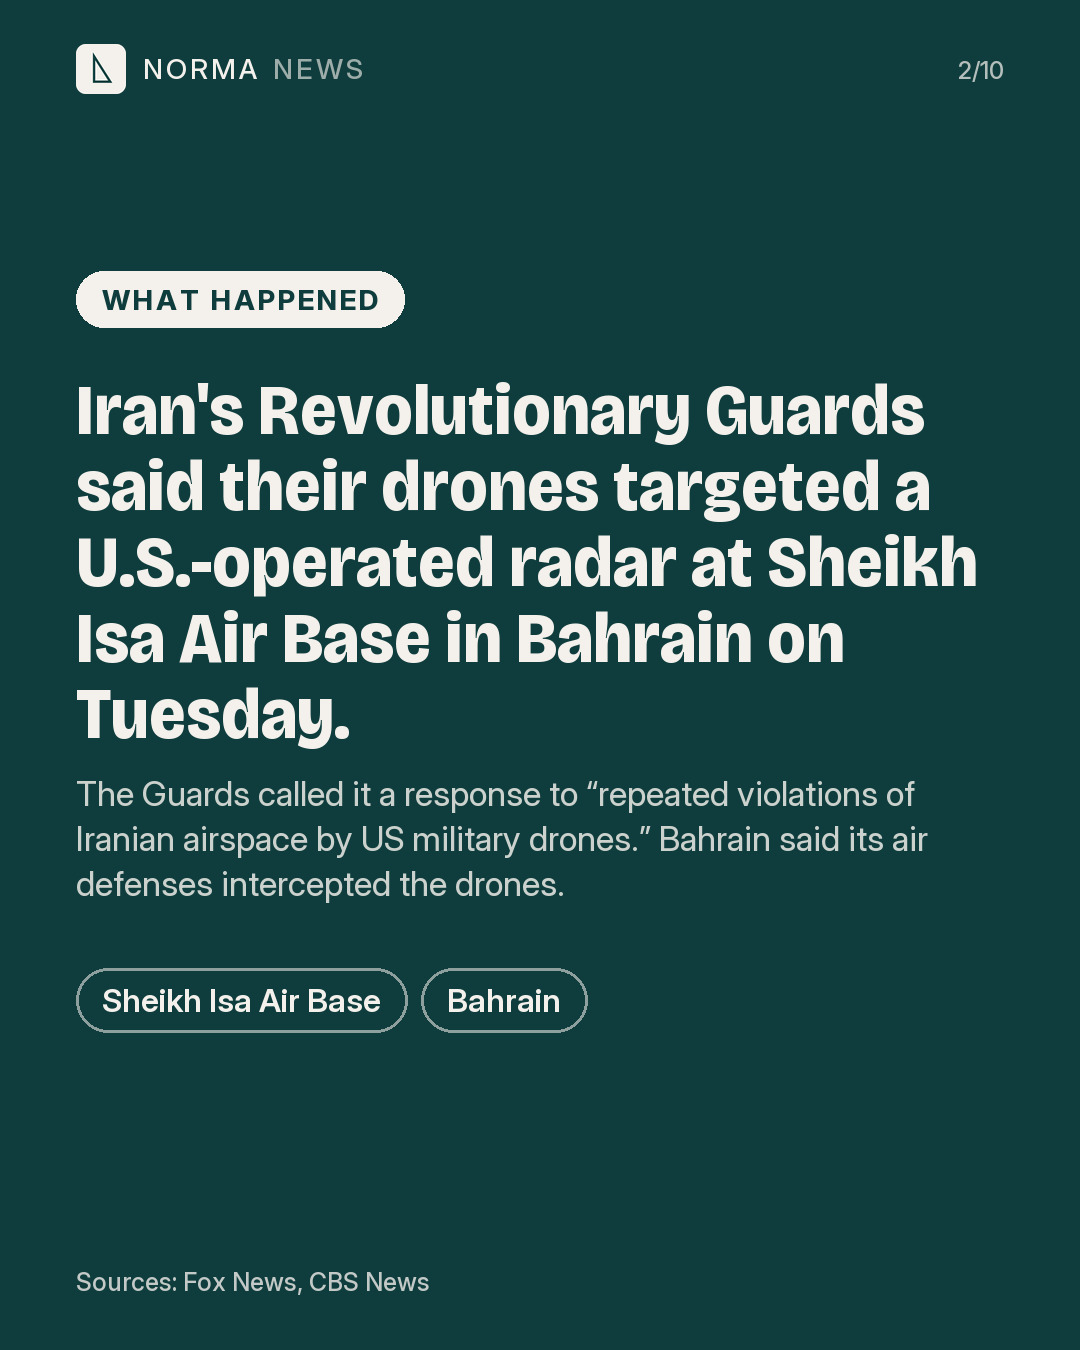 NORMA NEWS
2/10
WHAT HAPPENED
Iran's Revolutionary Guards
said their drones targeted a
U.S.-operated radar at Sheikh
Isa Air Base in Bahrain on
Tuesday.
The Guards called it a response to “repeated violations of
Iranian airspace by US military drones.” Bahrain said its air
defenses intercepted the drones.
Sheikh Isa Air Base
Bahrain
Sources: Fox News, CBS News